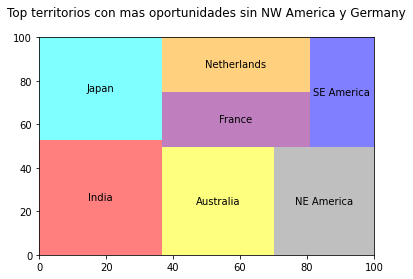 Top territorios con mas oportunidades sin NW America y Germany
100
80
60
40
20
0
Japan
Netherlands
SE America
France
India
Australia
NE America
0 20 40 60 80 100